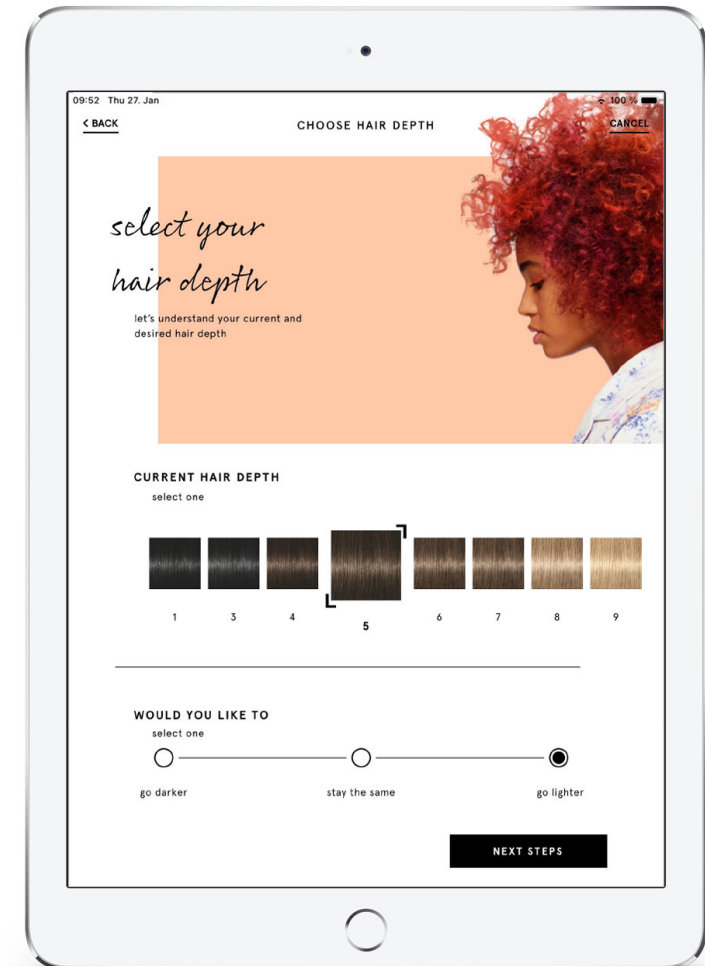 09:52 Thu 27. Jan
100 %
< BACK
CHOOSE HAIR DEPTH
CANCEL
select your
hair depth
let's understand your current and
desired hair depth
CURRENT HAIR DEPTH
select one
1 3 4 5 6 7 8 9
WOULD YOU LIKE TO
select one
go darker stay the same go lighter
NEXT STEPS